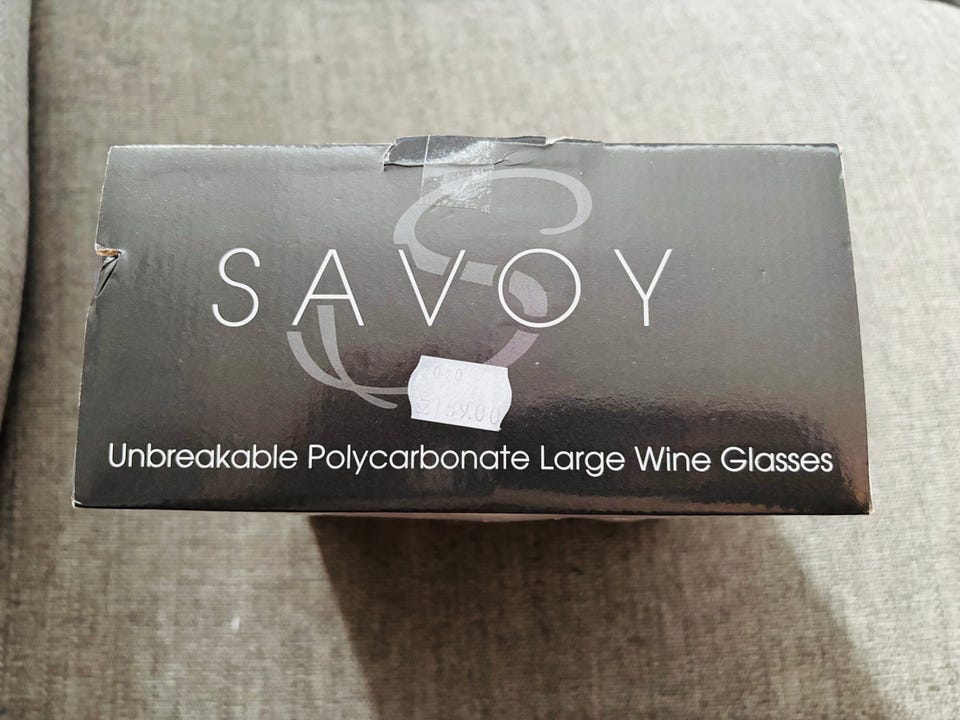 SAVOY
Unbreakable Polycarbonate Large Wine Glasses